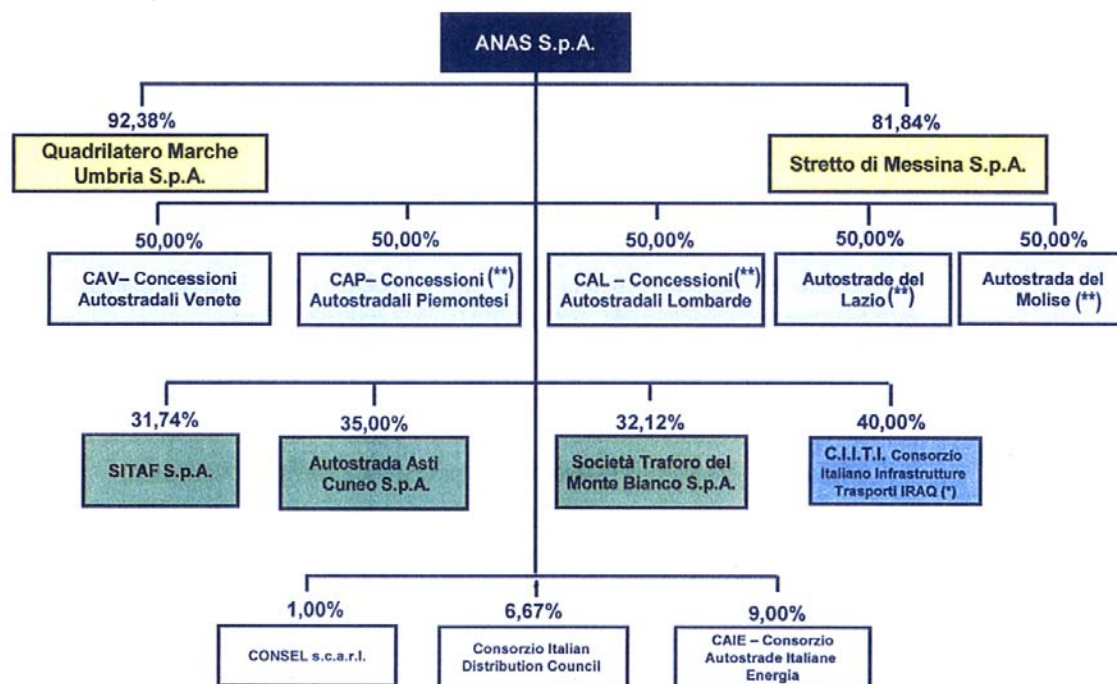 ANAS S.p.A.
92,38%
Quadrilatero Marche
Umbria S.p.A.
81,84%
Stretto di Messina S.p.A.
50,00%
CAV– Concessioni
Autostradali Venete
50,00%
CAP– Concessioni (**)
Autostradali Piemontesi
50,00%
CAL – Concessioni (**)
Autostradali Lombarde
50,00%
Autostrade del
Lazio (**)
50,00%
Autostrada del
Molise (**)
31,74%
SITAF S.p.A.
35,00%
Autostrada Asti
Cuneo S.p.A.
32,12%
Società Traforo del
Monte Bianco S.p.A.
40,00%
C.I.I.T.I. Consorzio
Italiano Infrastrutture
Trasporti IRAQ (*)
1,00%
CONSEL s.c.a.r.l.
6,67%
Consorzio Italian
Distribution Council
9,00%
CAIE – Consorzio
Autostrade Italiane
Energia